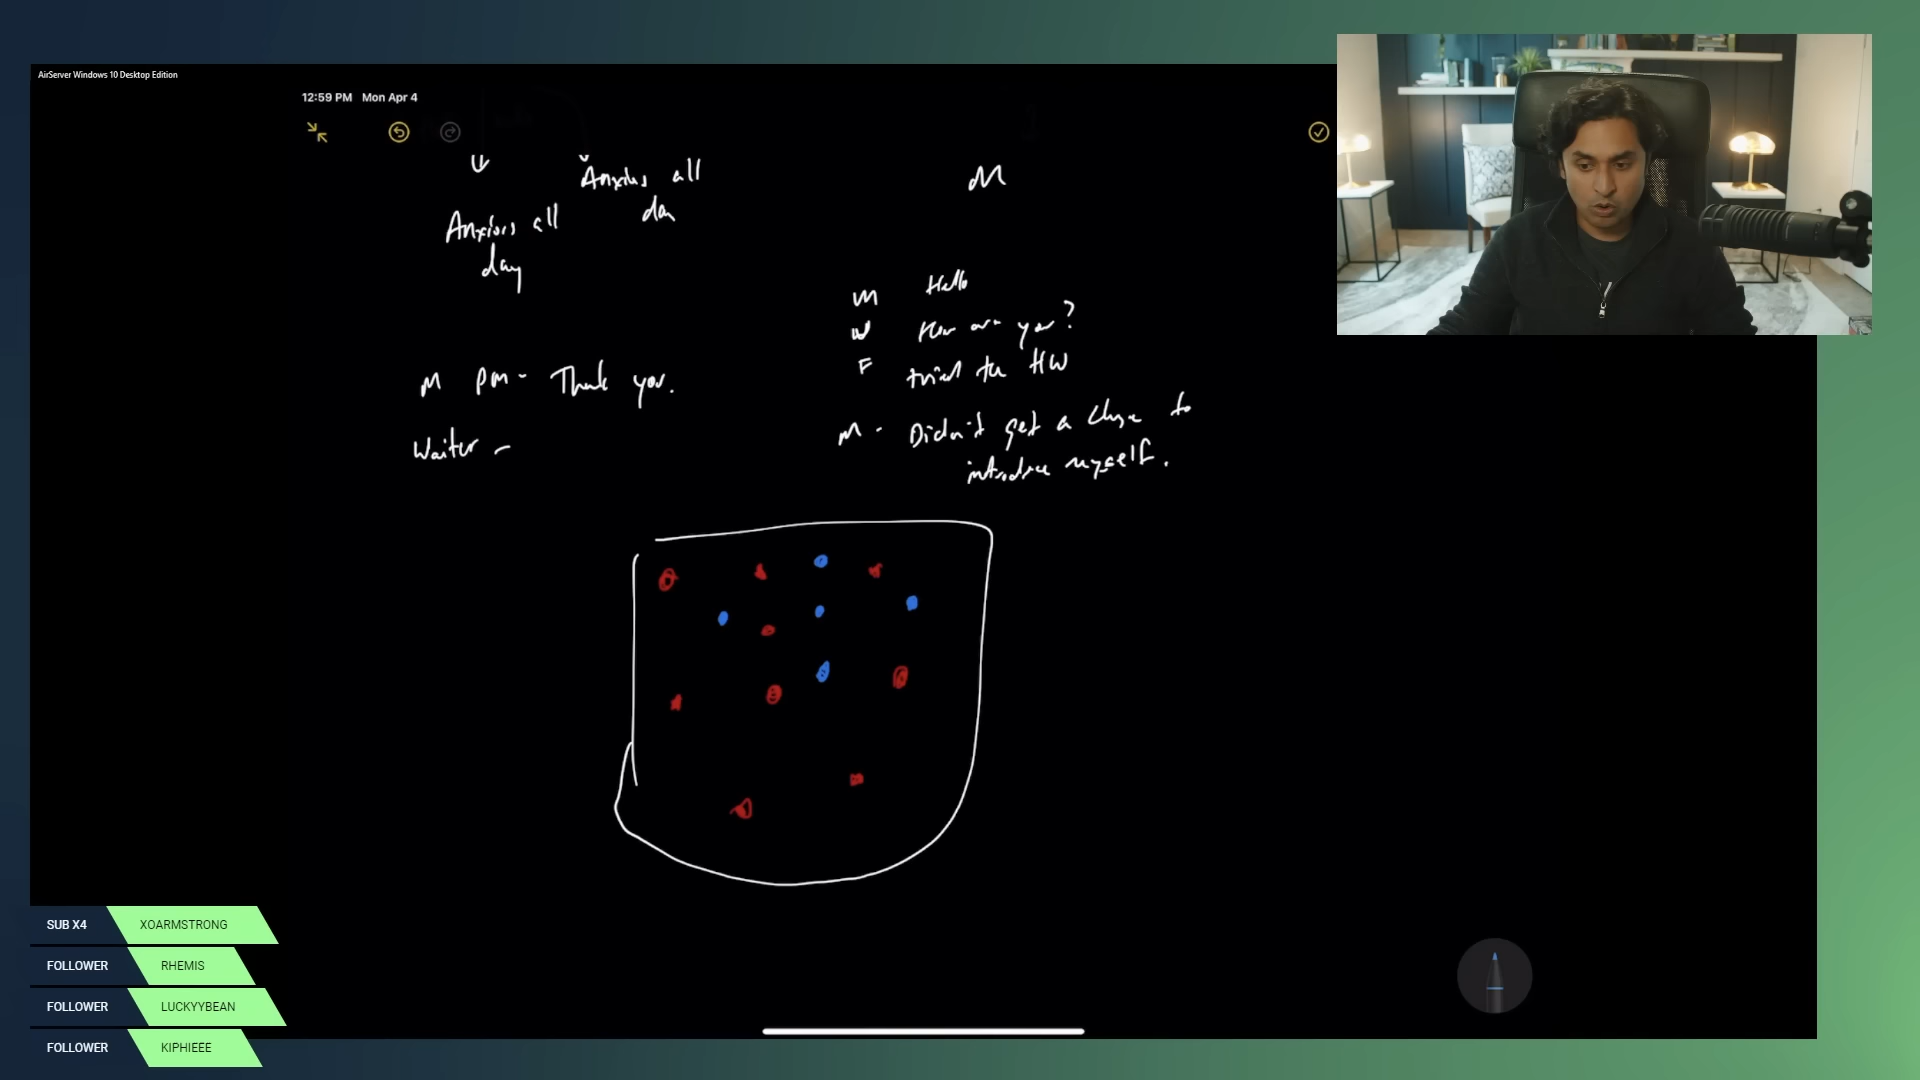 AirServer Windows 10 Desktop Edition
12:59 PM Mon Apr 4
Anxious all
day
Anxious all
day
M
M Hello
W How are you?
F tried the HW
M - Didn't get a chance to
introduce myself.
M pm - Thank you.
Waiter -
SUB X4 XOARMSTRONG
FOLLOWER RHEMIS
FOLLOWER LUCKYYBEAN
FOLLOWER KIPHIEEE